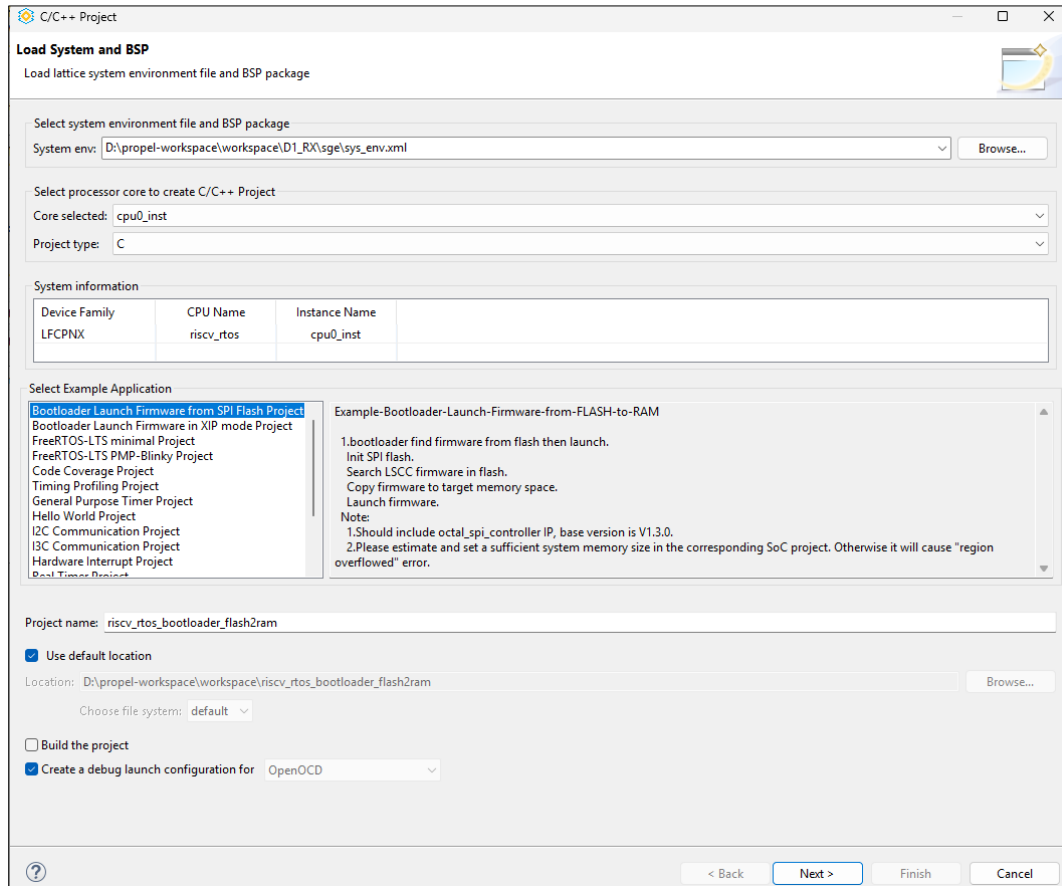 C/C++ Project
Load System and BSP
Load lattice system environment file and BSP package
Select system environment file and BSP package
System env: D:\propel-workspace\workspace\D1_RX\sge\sys_env.xml Browse...
Select processor core to create C/C++ Project
Core selected: cpu0_inst
Project type: C
System information
Device Family CPU Name Instance Name
LFCPNX riscv_rtos cpu0_inst
Select Example Application
Bootloader Launch Firmware from SPI Flash Project
Bootloader Launch Firmware in XIP mode Project
FreeRTOS-LTS minimal Project
FreeRTOS-LTS PMP-Blinky Project
Code Coverage Project
Timing Profiling Project
General Purpose Timer Project
Hello World Project
I2C Communication Project
I3C Communication Project
Hardware Interrupt Project
Real Timer Project
Example-Bootloader-Launch-Firmware-from-FLASH-to-RAM
1.bootloader find firmware from flash then launch.
Init SPI flash.
Search LSCC firmware in flash.
Copy firmware to target memory space.
Launch firmware.
Note:
1.Should include octal_spi_controller IP, base version is V1.3.0.
2.Please estimate and set a sufficient system memory size in the corresponding SoC project. Otherwise it will cause "region
overflowed" error.
Project name: riscv_rtos_bootloader_flash2ram
Use default location
Location: D:\propel-workspace\workspace\riscv_rtos_bootloader_flash2ram Browse...
Choose file system: default
Build the project
Create a debug launch configuration for OpenOCD
? < Back Next > Finish Cancel